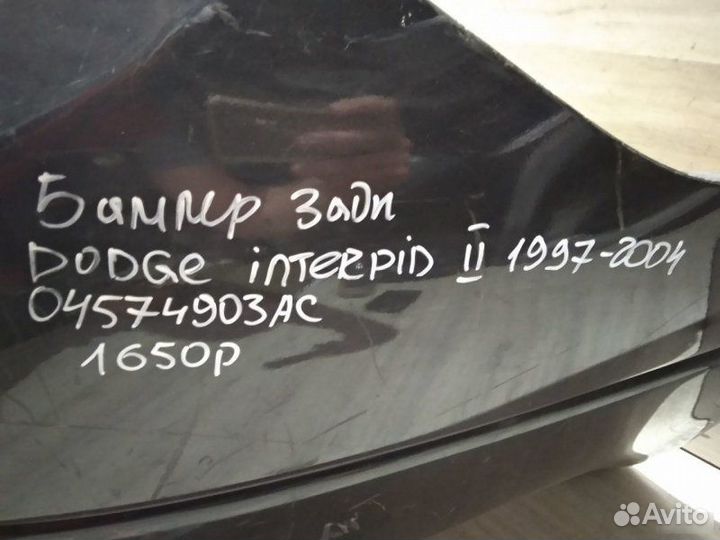 Бампер задн
DODGE inTERPID II 1997-2004
04574903AC
1650р
Avito